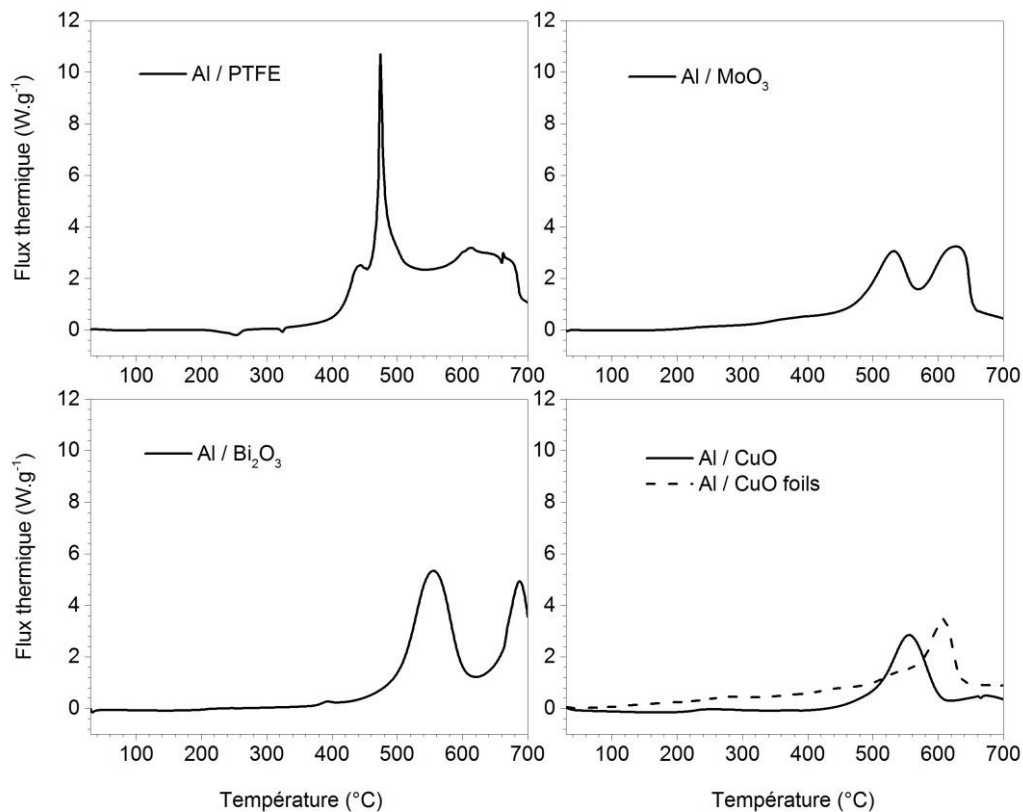 12
10
8
6
4
2
0
Flux thermique (W.g⁻¹)
Al / PTFE
100 200 300 400 500 600 700
12
10
8
6
4
2
0
Al / MoO₃
100 200 300 400 500 600 700
12
10
8
6
4
2
0
Flux thermique (W.g⁻¹)
Al / Bi₂O₃
100 200 300 400 500 600 700
Température (°C)
12
10
8
6
4
2
0
Al / CuO
Al / CuO foils
100 200 300 400 500 600 700
Température (°C)